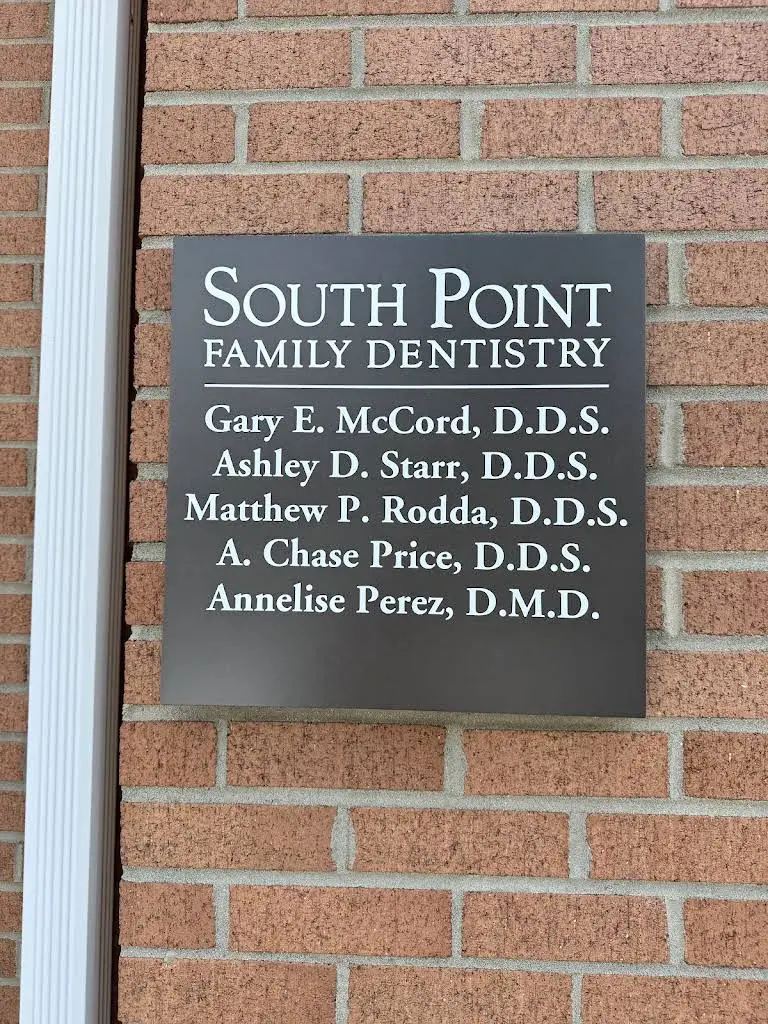 SOUTH POINT
FAMILY DENTISTRY
Gary E. McCord, D.D.S.
Ashley D. Starr, D.D.S.
Matthew P. Rodda, D.D.S.
A. Chase Price, D.D.S.
Annelise Perez, D.M.D.